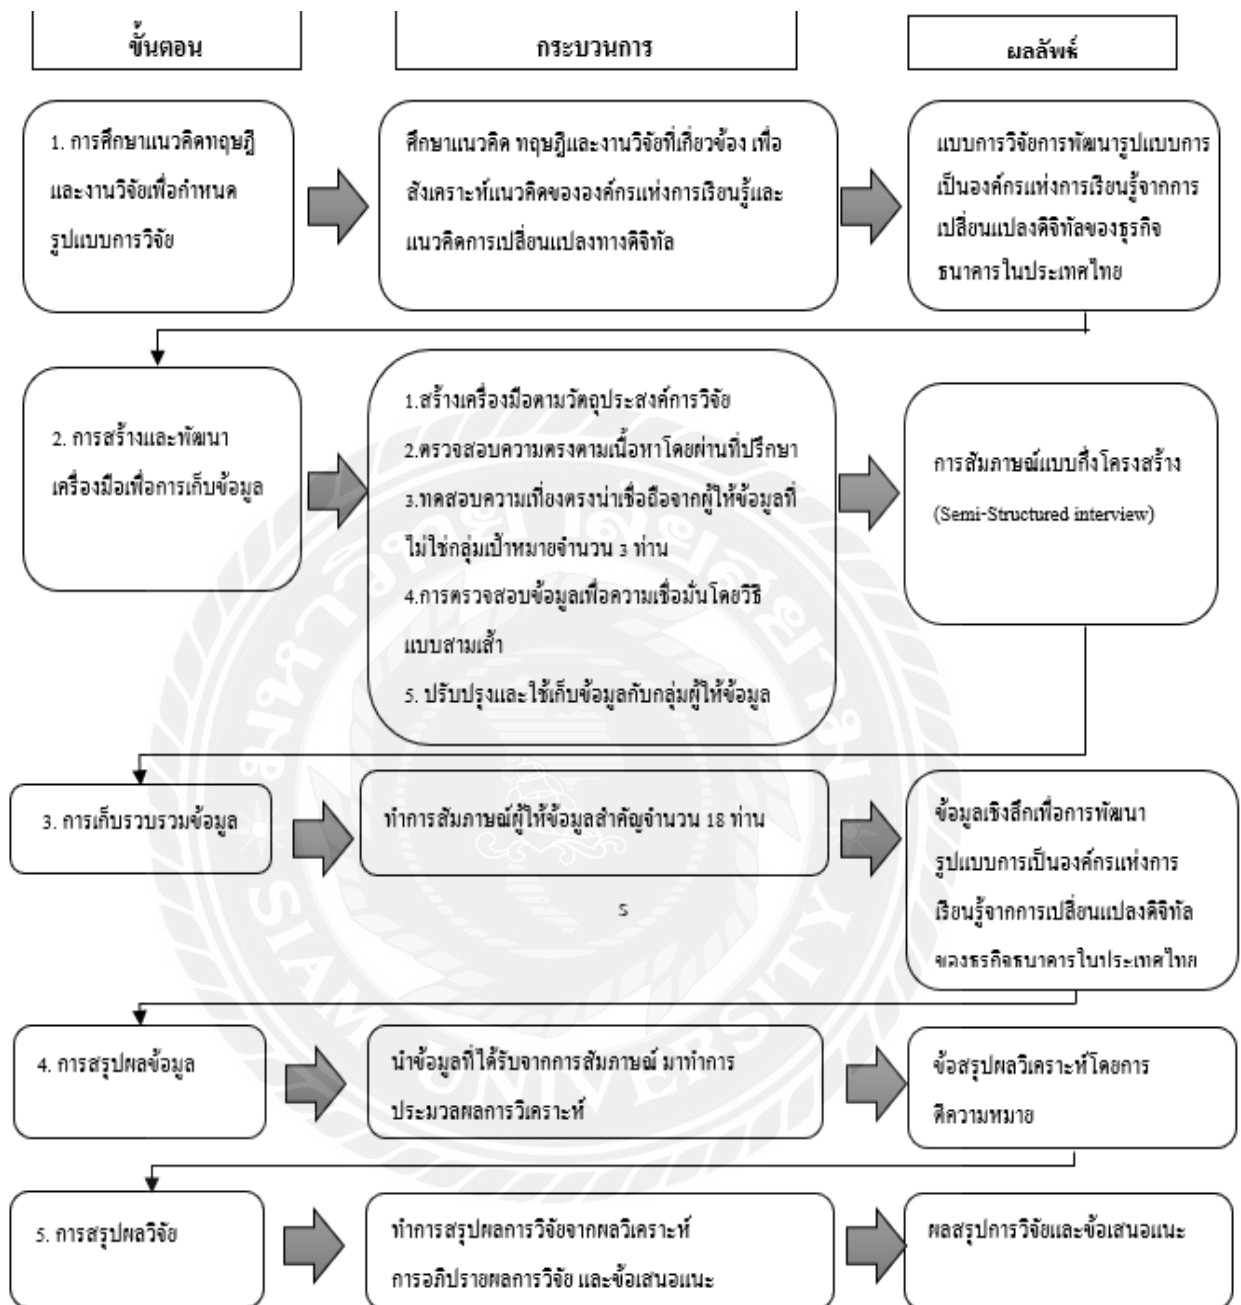 ขั้นตอน
กระบวนการ
ผลลัพธ์
1. การศึกษาแนวคิดทฤษฎี
และงานวิจัยเพื่อกำหนด
รูปแบบการวิจัย
ศึกษาแนวคิด ทฤษฎีและงานวิจัยที่เกี่ยวข้อง เพื่อ
สังเคราะห์แนวคิดขององค์กรแห่งการเรียนรู้และ
แนวคิดการเปลี่ยนแปลงทางดิจิทัล
แบบการวิจัยการพัฒนารูปแบบการ
เป็นองค์กรแห่งการเรียนรู้จากการ
เปลี่ยนแปลงดิจิทัลของธุรกิจ
ธนาคารในประเทศไทย
2. การสร้างและพัฒนา
เครื่องมือเพื่อการเก็บข้อมูล
1.สร้างเครื่องมือตามวัตถุประสงค์การวิจัย
2.ตรวจสอบความตรงตามเนื้อหาโดยผ่านที่ปรึกษา
3.ทดสอบความเที่ยงตรงน่าเชื่อถือจากผู้ให้ข้อมูลที่
ไม่ใช่กลุ่มเป้าหมายจำนวน 3 ท่าน
4.การตรวจสอบข้อมูลเพื่อความเชื่อมั่นโดยวิธี
แบบสามเส้า
5. ปรับปรุงและใช้เก็บข้อมูลกับกลุ่มผู้ให้ข้อมูล
การสัมภาษณ์แบบกึ่งโครงสร้าง
(Semi-Structured interview)
3. การเก็บรวบรวมข้อมูล
ทำการสัมภาษณ์ผู้ให้ข้อมูลสำคัญจำนวน 18 ท่าน
ข้อมูลเชิงลึกเพื่อการพัฒนา
รูปแบบการเป็นองค์กรแห่งการ
เรียนรู้จากการเปลี่ยนแปลงดิจิทัล
ของธุรกิจธนาคารในประเทศไทย
s
4. การสรุปผลข้อมูล
นำข้อมูลที่ได้รับจากการสัมภาษณ์ มาทำการ
ประมวลผลการวิเคราะห์
ข้อสรุปผลวิเคราะห์โดยการ
ตีความหมาย
5. การสรุปผลวิจัย
ทำการสรุปผลการวิจัยจากผลวิเคราะห์
การอภิปรายผลการวิจัย และข้อเสนอแนะ
ผลสรุปการวิจัยและข้อเสนอแนะ
มหาวิทยาลัยสยาม
SIAM UNIVERSITY